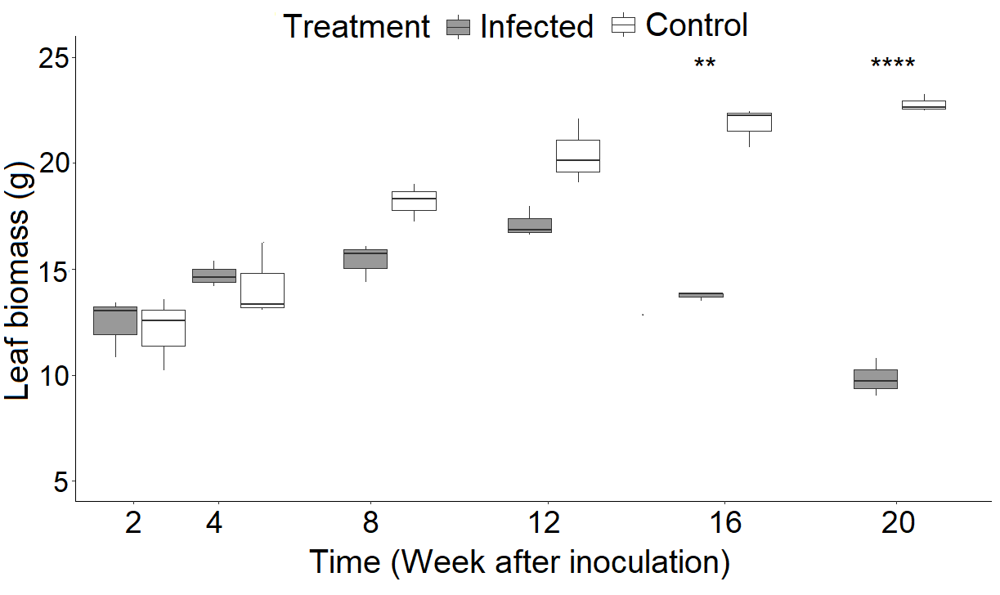 Treatment Infected Control
** ****
25
20
15
10
5
Leaf biomass (g)
2 4 8 12 16 20
Time (Week after inoculation)